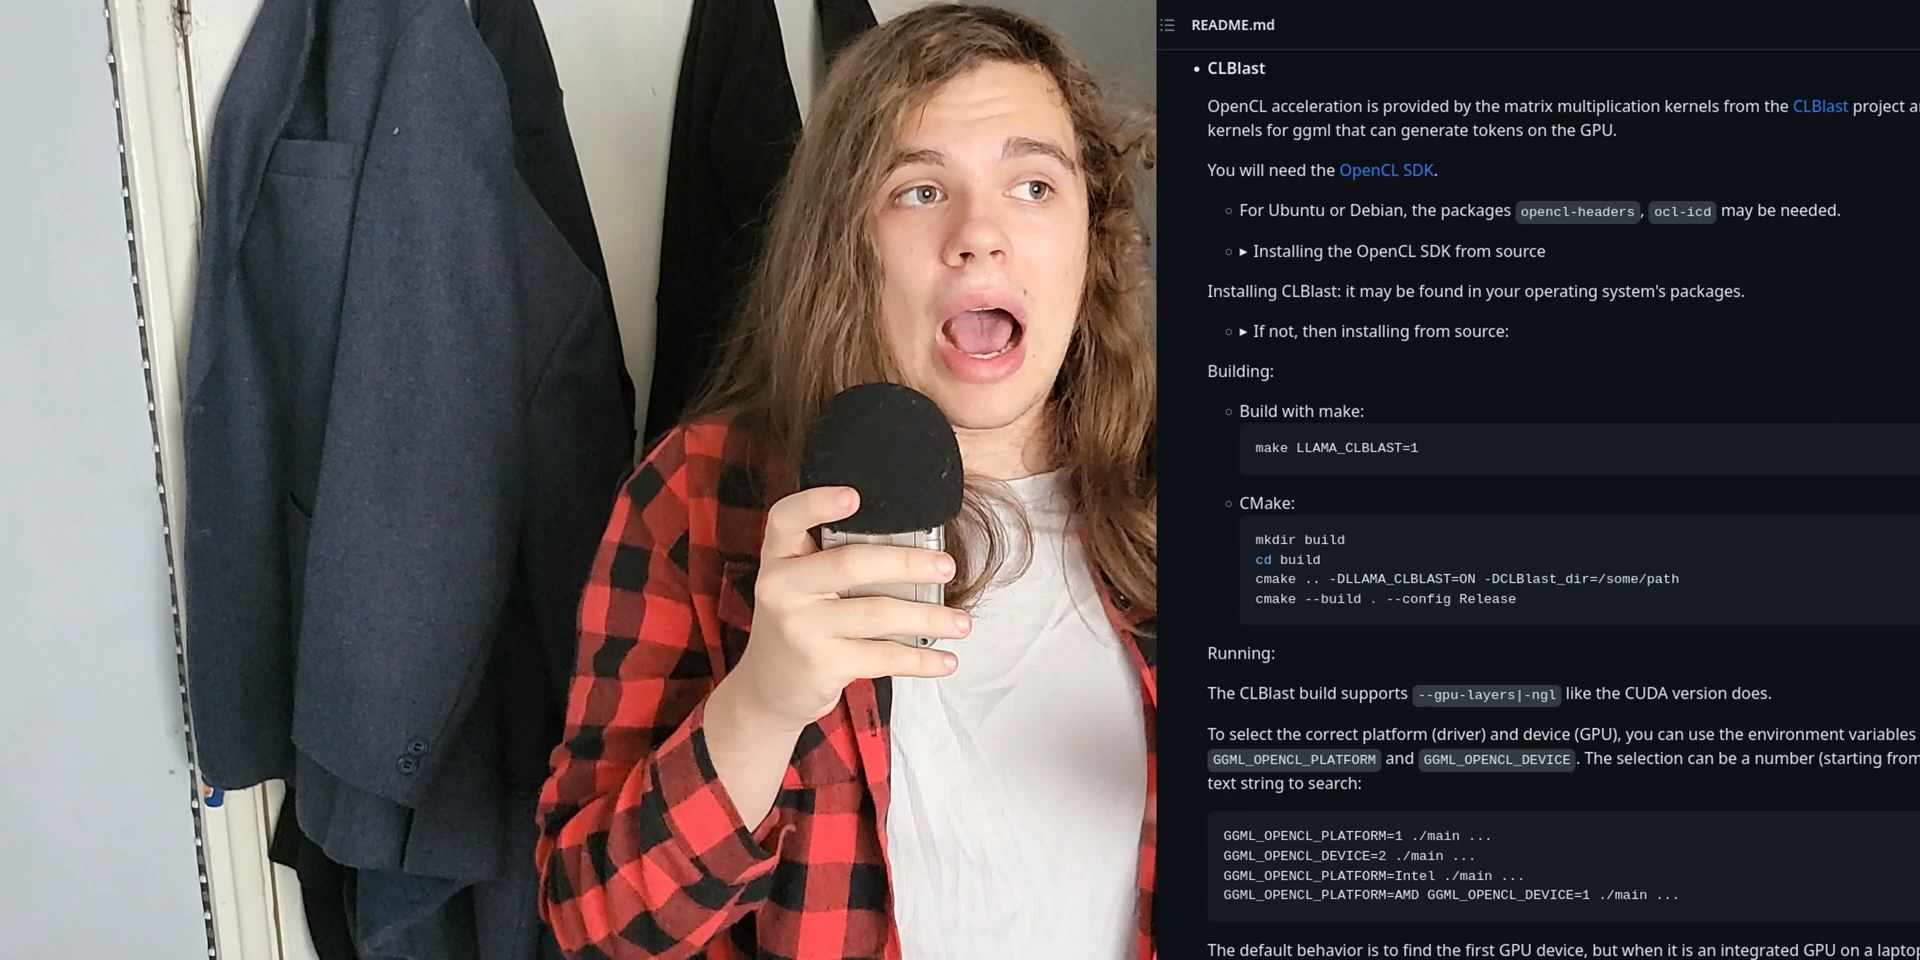 README.md
CLBlast
OpenCL acceleration is provided by the matrix multiplication kernels from the CLBlast project
kernels for ggml that can generate tokens on the GPU.
You will need the OpenCL SDK.
For Ubuntu or Debian, the packages opencl-headers, ocl-icd may be needed.
▸ Installing the OpenCL SDK from source
Installing CLBlast: it may be found in your operating system's packages.
▸ If not, then installing from source:
Building:
Build with make:
make LLAMA_CLBLAST=1
CMake:
mkdir build
cd build
cmake .. -DLLAMA_CLBLAST=ON -DCLBlast_dir=/some/path
cmake --build . --config Release
Running:
The CLBlast build supports --gpu-layers|-ngl like the CUDA version does.
To select the correct platform (driver) and device (GPU), you can use the environment variables
GGML_OPENCL_PLATFORM and GGML_OPENCL_DEVICE. The selection can be a number (starting from
text string to search:
GGML_OPENCL_PLATFORM=1 ./main ...
GGML_OPENCL_DEVICE=2 ./main ...
GGML_OPENCL_PLATFORM=Intel ./main ...
GGML_OPENCL_PLATFORM=AMD GGML_OPENCL_DEVICE=1 ./main ...
The default behavior is to find the first GPU device, but when it is an integrated GPU on a laptop